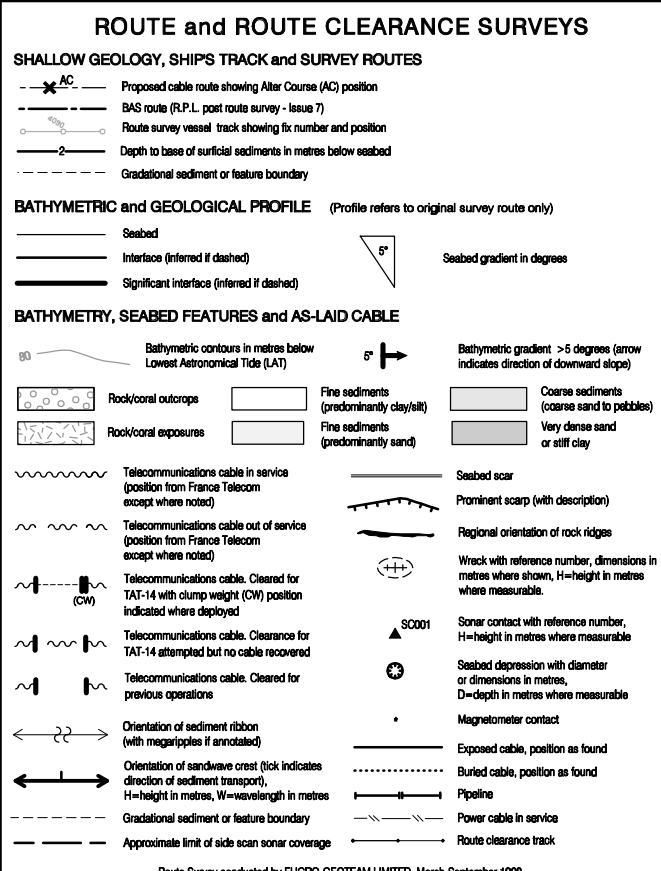 ROUTE and ROUTE CLEARANCE SURVEYS
SHALLOW GEOLOGY, SHIP'S TRACK and SURVEY ROUTES
AC
Proposed cable route showing Alter Course (AC) position
BAS route (R.P.L. post route survey - Issue 7)
4090
Route survey vessel track showing fix number and position
2
Depth to base of surficial sediments in metres below seabed
Gradational sediment or feature boundary
BATHYMETRIC and GEOLOGICAL PROFILE (Profile refers to original survey route only)
Seabed
Interface (inferred if dashed)
Significant interface (inferred if dashed)
5°
Seabed gradient in degrees
BATHYMETRY, SEABED FEATURES and AS-LAID CABLE
80
Bathymetric contours in metres below
Lowest Astronomical Tide (LAT)
5°
Bathymetric gradient >5 degrees (arrow
indicates direction of downward slope)
Rock/coral outcrops
Fine sediments
(predominantly clay/silt)
Coarse sediments
(coarse sand to pebbles)
Rock/coral exposures
Fine sediments
(predominantly sand)
Very dense sand
or stiff clay
Telecommunications cable in service
(position from France Telecom
except where noted)
Telecommunications cable out of service
(position from France Telecom
except where noted)
(CW)
Telecommunications cable. Cleared for
TAT-14 with clump weight (CW) position
indicated where deployed
Telecommunications cable. Clearance for
TAT-14 attempted but no cable recovered
Telecommunications cable. Cleared for
previous operations
Orientation of sediment ribbon
(with megaripples if annotated)
Orientation of sandwave crest (tick indicates
direction of sediment transport),
H=height in metres, W=wavelength in metres
Gradational sediment or feature boundary
Approximate limit of side scan sonar coverage
Seabed scar
Prominent scarp (with description)
Regional orientation of rock ridges
Wreck with reference number, dimensions in
metres where shown, H=height in metres
where measurable.
SC001
Sonar contact with reference number,
H=height in metres where measurable
Seabed depression with diameter
or dimensions in metres,
D=depth in metres where measurable
Magnetometer contact
Exposed cable, position as found
Buried cable, position as found
Pipeline
Power cable in service
Route clearance track
Route Survey conducted by FUGRO GEOTEAM LIMITED, March-September 1998